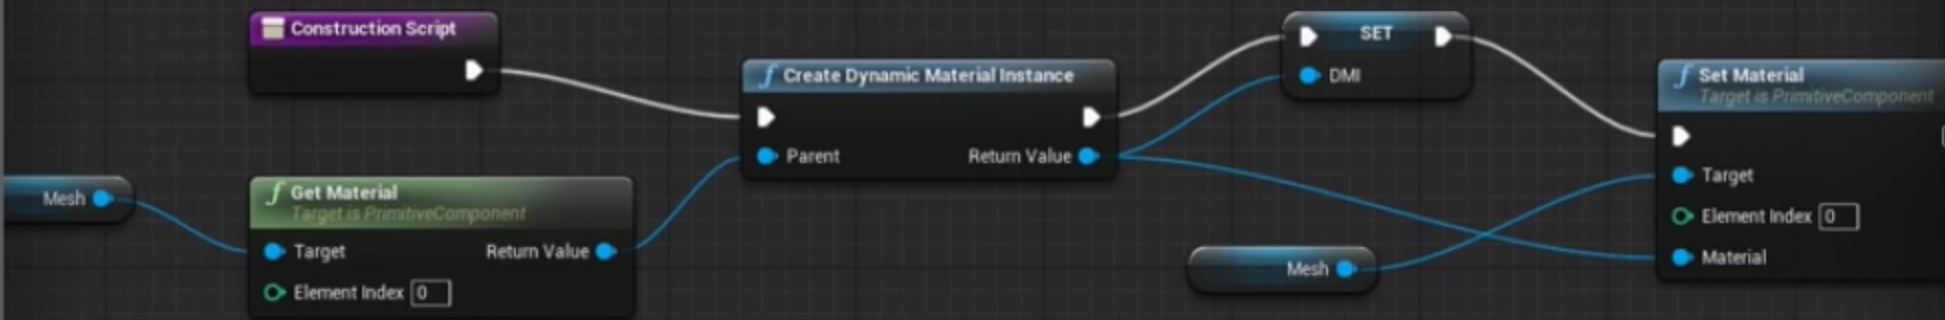 Construction Script
Mesh
Get Material
Target is PrimitiveComponent
Target Return Value
Element Index 0
Create Dynamic Material Instance
Parent Return Value
SET
DMI
Mesh
Set Material
Target is PrimitiveComponent
Target
Element Index 0
Material